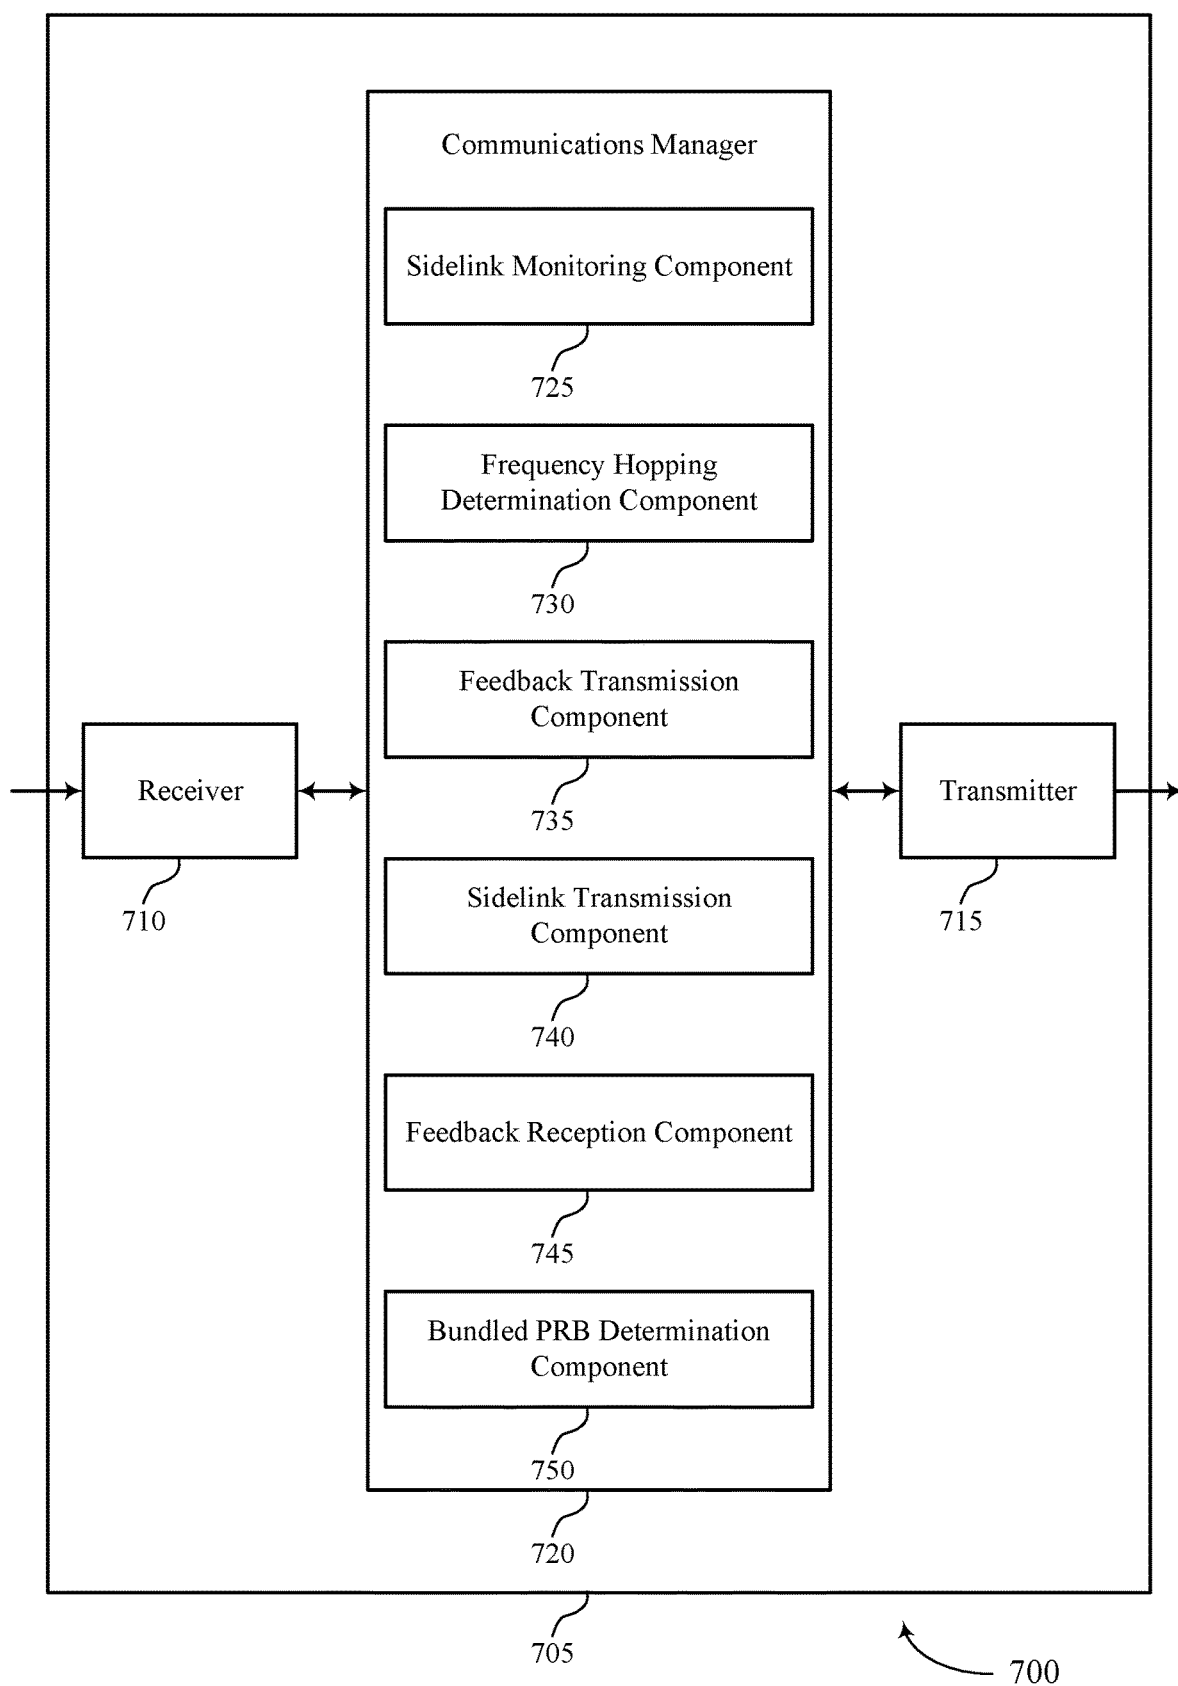 Communications Manager
Sidelink Monitoring Component
725
Frequency Hopping
Determination Component
730
Feedback Transmission
Component
735
Receiver
710
Transmitter
715
Sidelink Transmission
Component
740
Feedback Reception Component
745
Bundled PRB Determination
Component
750
720
705
700